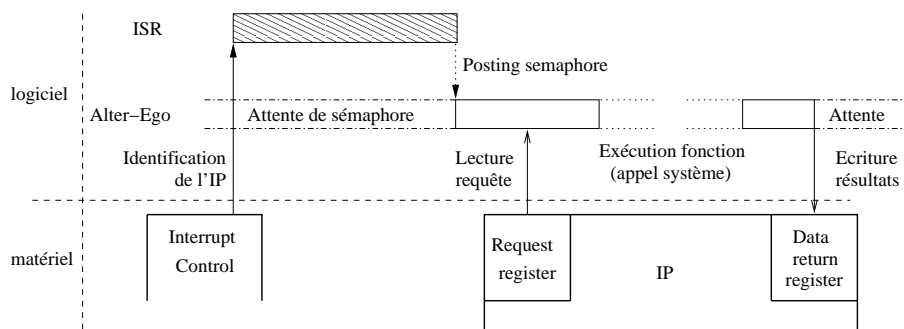 ISR
Posting semaphore
logiciel
Alter−Ego
Attente de sémaphore
Attente
Identification
de l'IP
Lecture
requête
Exécution fonction
(appel système)
Ecriture
résultats
matériel
Interrupt
Control
Request
register
IP
Data
return
register